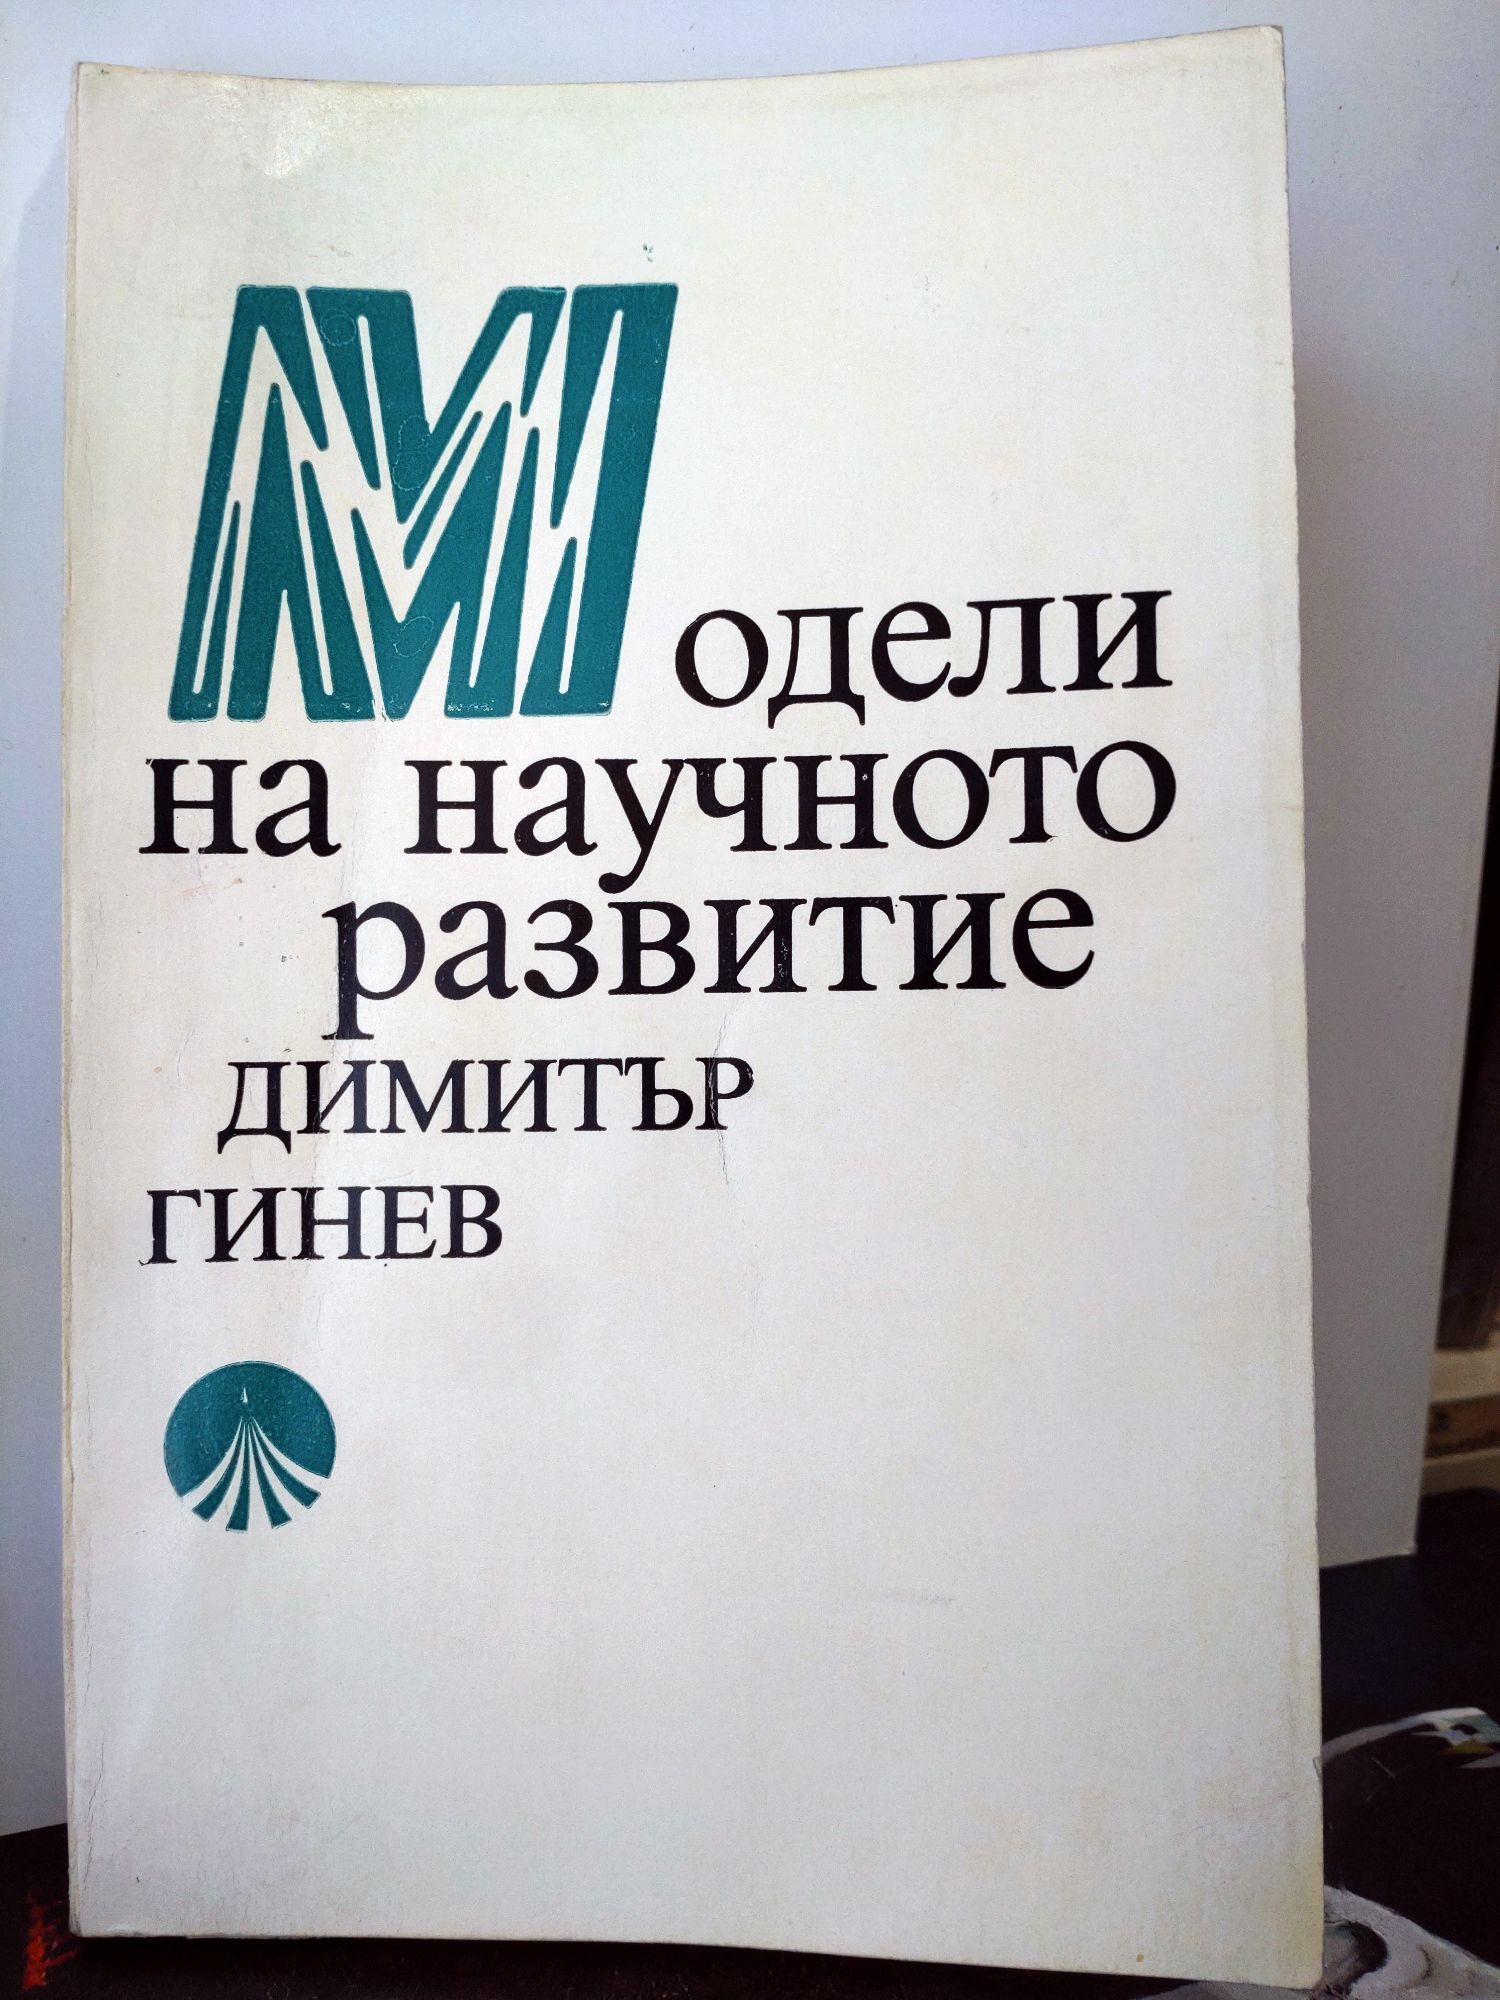 Модели
на научното
развитие
ДИМИТЪР
ГИНЕВ